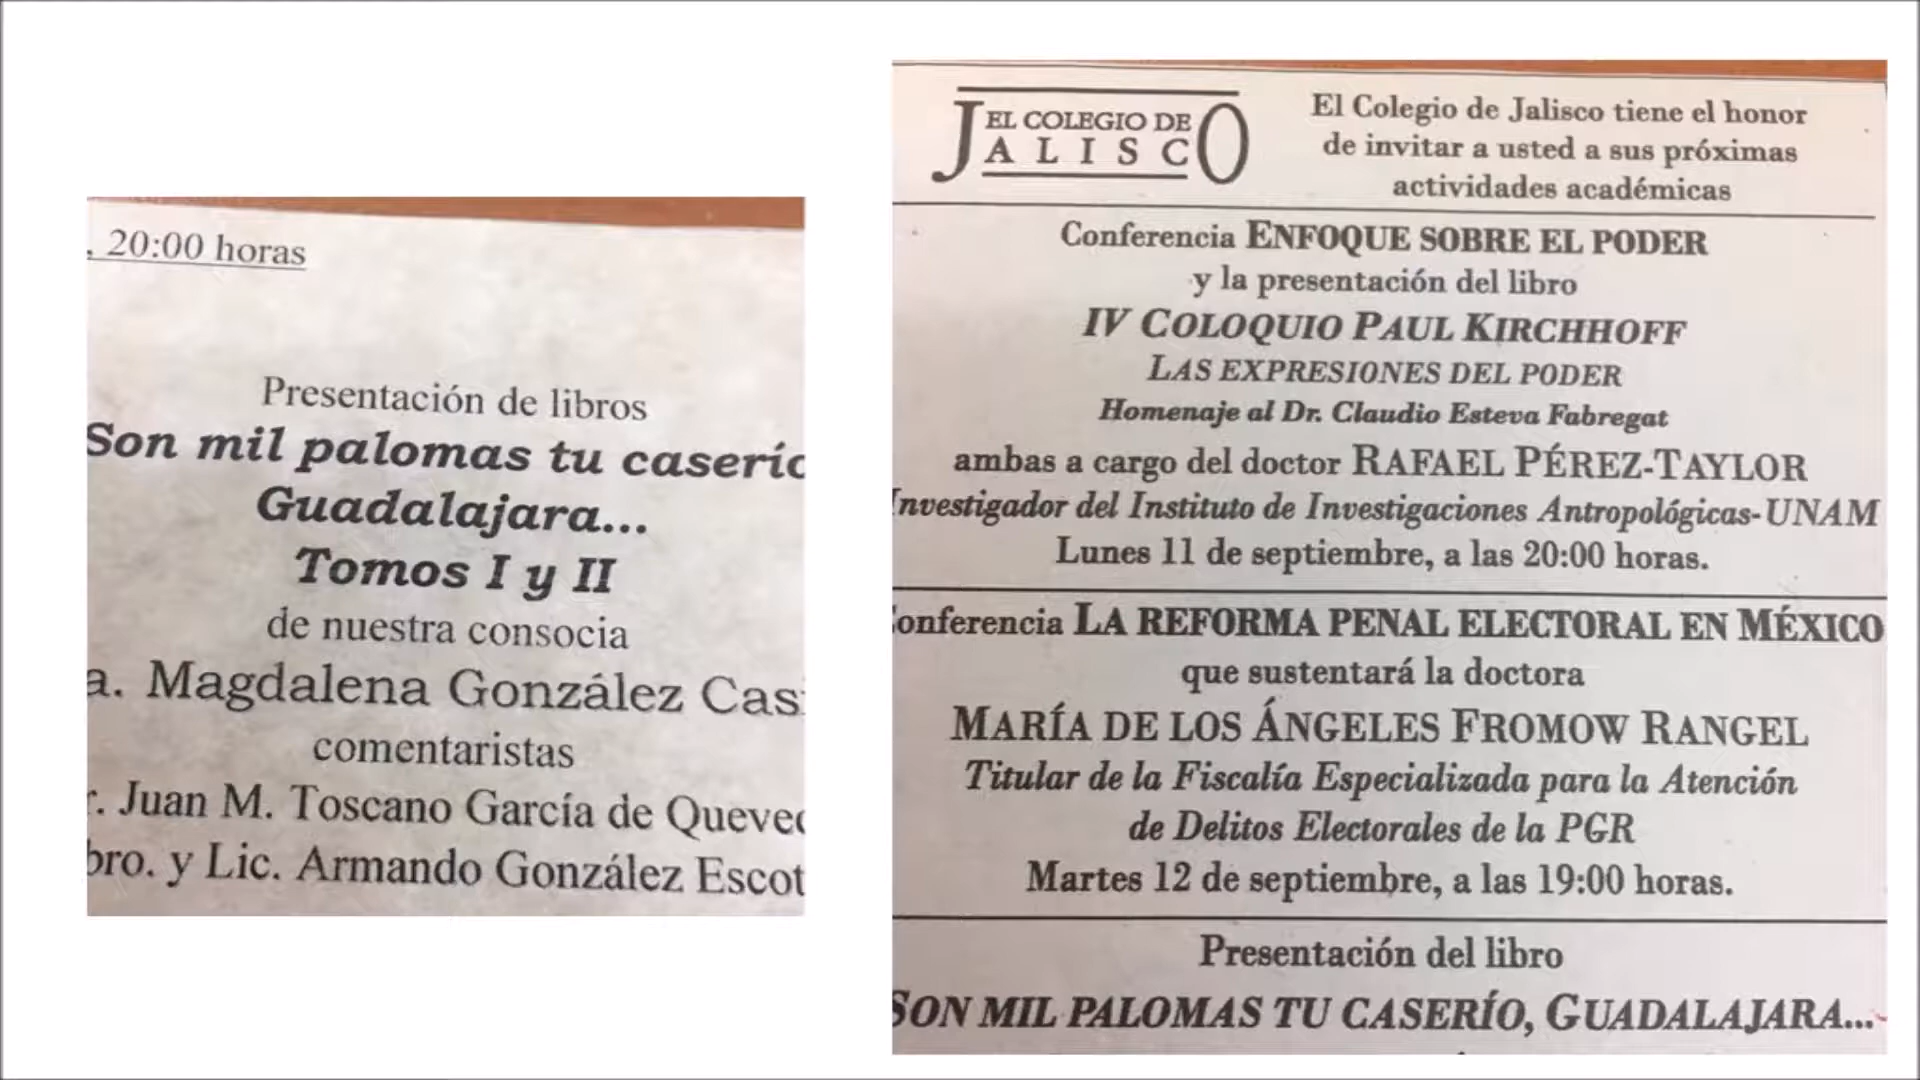 , 20:00 horas
Presentación de libros
Son mil palomas tu caserío
Guadalajara...
Tomos I y II
de nuestra consocia
a. Magdalena González Cas
comentaristas
r. Juan M. Toscano García de Queved
bro. y Lic. Armando González Escot
EL COLEGIO DE
JALISCO
El Colegio de Jalisco tiene el honor
de invitar a usted a sus próximas
actividades académicas
Conferencia ENFOQUE SOBRE EL PODER
y la presentación del libro
IV COLOQUIO PAUL KIRCHHOFF
LAS EXPRESIONES DEL PODER
Homenaje al Dr. Claudio Esteva Fabregat
ambas a cargo del doctor RAFAEL PÉREZ-TAYLOR
Investigador del Instituto de Investigaciones Antropológicas-UNAM
Lunes 11 de septiembre, a las 20:00 horas.
Conferencia LA REFORMA PENAL ELECTORAL EN MÉXICO
que sustentará la doctora
MARÍA DE LOS ÁNGELES FROMOW RANGEL
Titular de la Fiscalía Especializada para la Atención
de Delitos Electorales de la PGR
Martes 12 de septiembre, a las 19:00 horas.
Presentación del libro
SON MIL PALOMAS TU CASERÍO, GUADALAJARA...